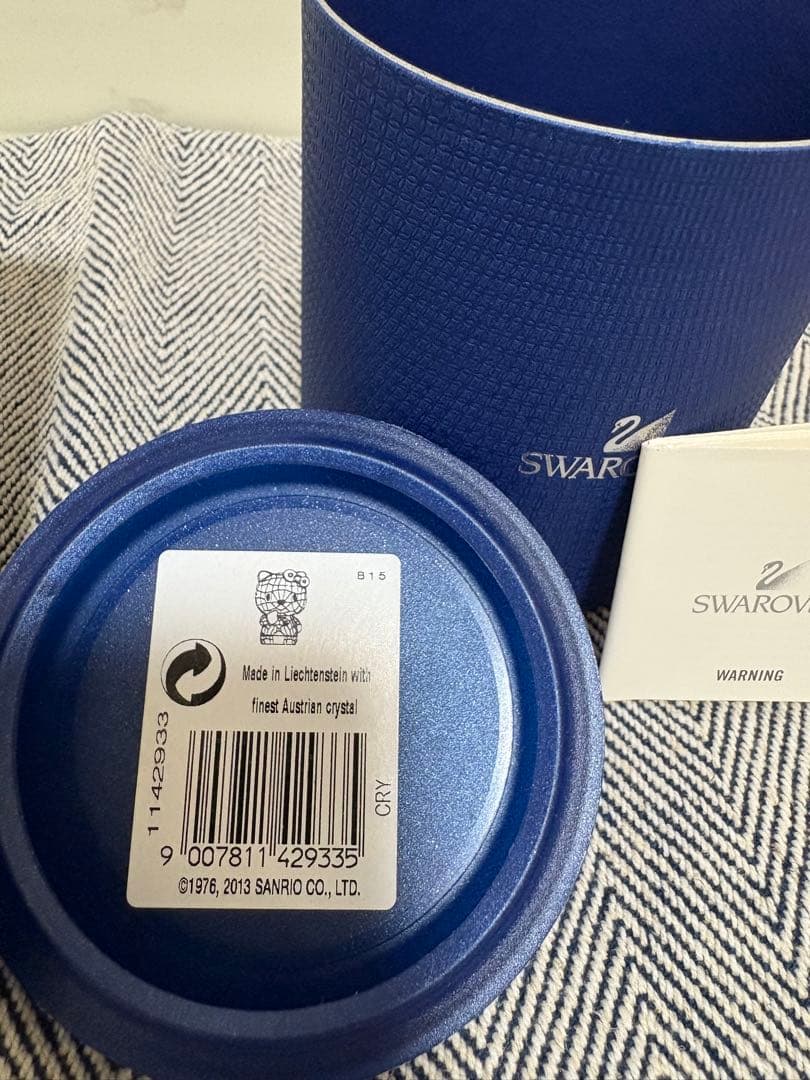 SWARO
SWAROV
WARNING
B15
Made in Liechtenstein with
finest Austrian crystal
1142933
CRY
9 007811 429335
©1976, 2013 SANRIO CO., LTD.